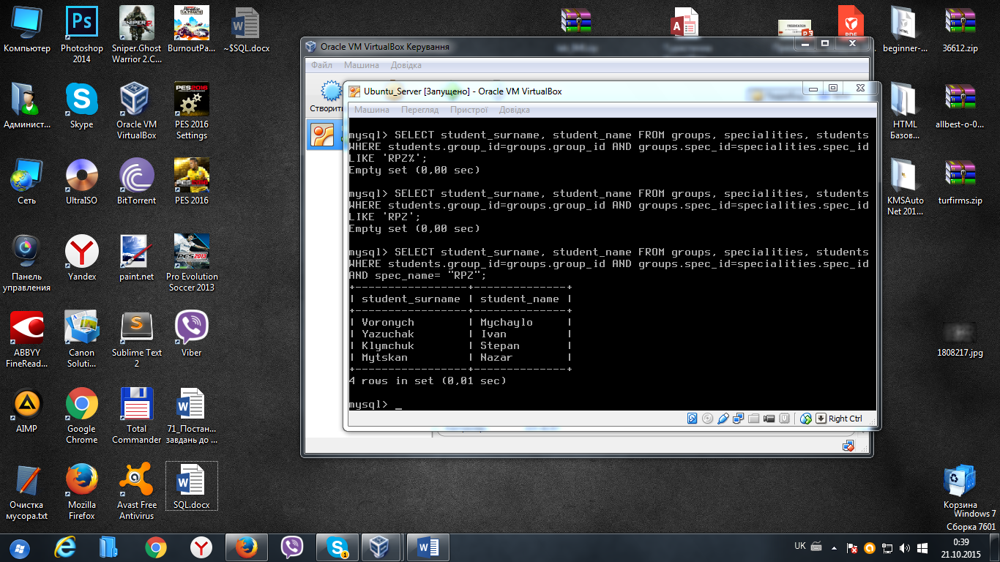 Компьютер
Photoshop 2014
Sniper.Ghost Warrior 2.C...
BurnoutPa...
~$SQL.docx
beginner-...
36612.zip
Админист...
Skype
Oracle VM VirtualBox
PES 2016 Settings
HTML Базов...
allbest-o-0...
Сеть
UltraISO
BitTorrent
PES 2016
KMSAuto Net 201...
turfirms.zip
Панель управления
Yandex
paint.net
Pro Evolution Soccer 2013
ABBYY FineRead...
Canon Soluti...
Sublime Text 2
Viber
1808217.jpg
AIMP
Google Chrome
Total Commander
71_Постан... завдань до ...
Очистка мусора.txt
Mozilla Firefox
Avast Free Antivirus
SQL.docx
Корзина
Oracle VM VirtualBox Керування
Файл Машина Довідка
Створити
Ubuntu_Server [Запущено] - Oracle VM VirtualBox
Машина Перегляд Пристрої Довідка
mysql> SELECT student_surname, student_name FROM groups, specialities, students
WHERE students.group_id=groups.group_id AND groups.spec_id=specialities.spec_id
LIKE 'RPZ%';
Empty set (0,00 sec)
mysql> SELECT student_surname, student_name FROM groups, specialities, students
WHERE students.group_id=groups.group_id AND groups.spec_id=specialities.spec_id
LIKE 'RPZ';
Empty set (0,00 sec)
mysql> SELECT student_surname, student_name FROM groups, specialities, students
WHERE students.group_id=groups.group_id AND groups.spec_id=specialities.spec_id
AND spec_name= "RPZ";
+-----------------+--------------+
| student_surname | student_name |
+-----------------+--------------+
| Voronych | Mychaylo |
| Yazuchak | Ivan |
| Klymchuk | Stepan |
| Mytskan | Nazar |
+-----------------+--------------+
4 rows in set (0,01 sec)
mysql> _
Right Ctrl
Windows 7
Сборка 7601
UK
0:39
21.10.2015